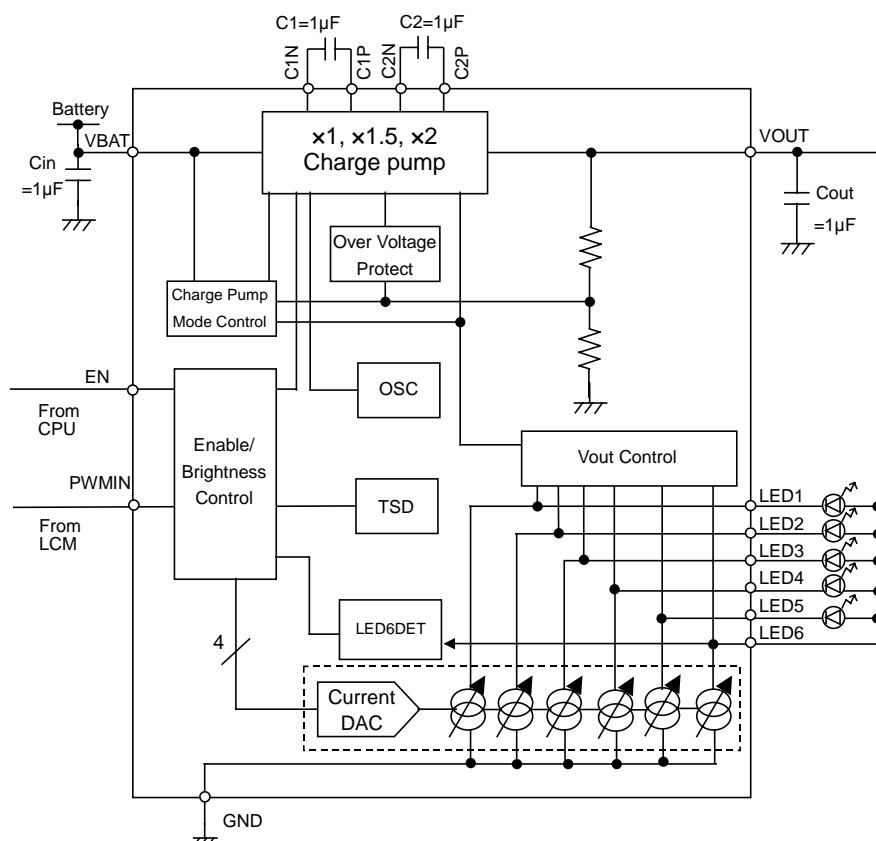 C1=1μF
C2=1μF
C1N
C1P
C2N
C2P
Battery
VBAT
×1, ×1.5, ×2
Charge pump
VOUT
Cin
=1μF
Cout
=1μF
Over Voltage
Protect
Charge Pump
Mode Control
EN
From
CPU
OSC
Enable/
Brightness
Control
Vout Control
PWMIN
From
LCM
TSD
LED1
LED2
LED3
LED4
LED5
LED6
4
LED6DET
Current
DAC
GND